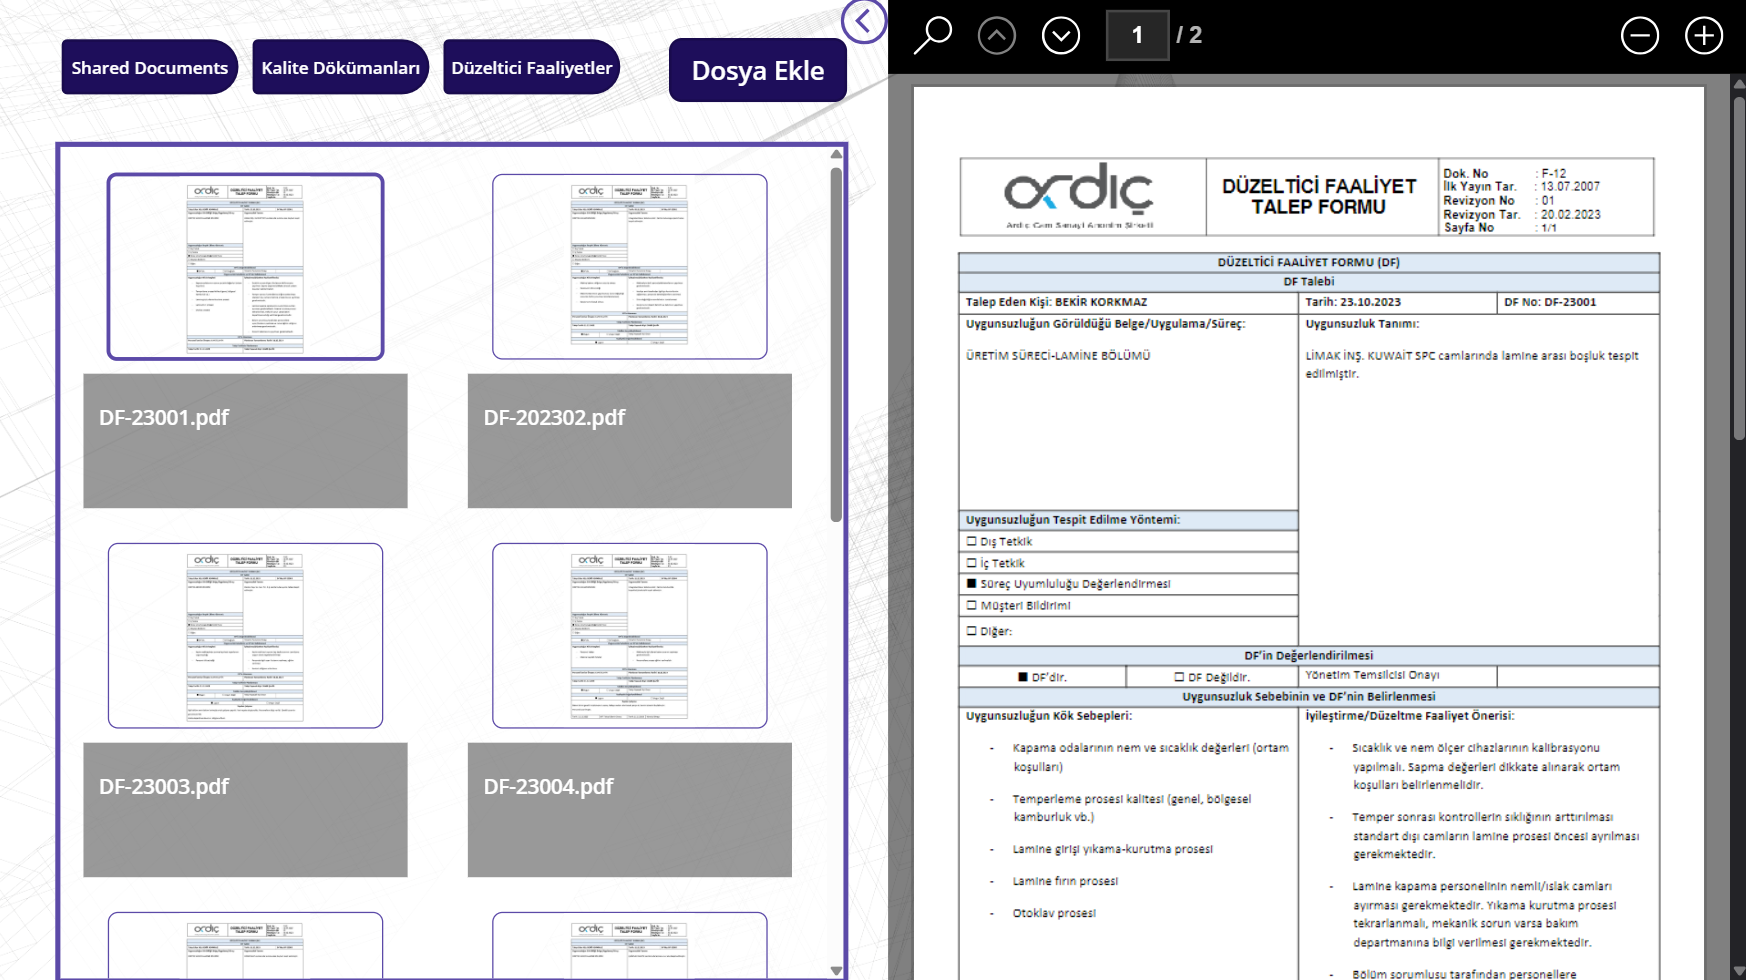 Shared Documents
Kalite Dökümanları
Düzeltici Faaliyetler
Dosya Ekle
DF-23001.pdf
DF-202302.pdf
DF-23003.pdf
DF-23004.pdf
1 / 2
ordıç
Ardıç Cam Sanayi Anonim Şirketi
DÜZELTİCİ FAALİYET
TALEP FORMU
Dok. No : F-12
İlk Yayın Tar. : 13.07.2007
Revizyon No : 01
Revizyon Tar. : 20.02.2023
Sayfa No : 1/1
DÜZELTİCİ FAALİYET FORMU (DF)
DF Talebi
Talep Eden Kişi: BEKİR KORKMAZ
Tarih: 23.10.2023
DF No: DF-23001
Uygunsuzluğun Görüldüğü Belge/Uygulama/Süreç:
ÜRETİM SÜRECİ-LAMİNE BÖLÜMÜ
Uygunsuzluk Tanımı:
LİMAK İNŞ. KUWAİT SPC camlarında lamine arası boşluk tespit
edilmiştir.
Uygunsuzluğun Tespit Edilme Yöntemi:
☐ Dış Tetkik
☐ İç Tetkik
■ Süreç Uyumluluğu Değerlendirmesi
☐ Müşteri Bildirimi
☐ Diğer:
DF'in Değerlendirilmesi
■ DF'dir.
☐ DF Değildir.
Yönetim Temsilcisi Onayı
Uygunsuzluk Sebebinin ve DF'nin Belirlenmesi
Uygunsuzluğun Kök Sebepleri:
- Kapama odalarının nem ve sıcaklık değerleri (ortam
koşulları)
- Temperleme prosesi kalitesi (genel, bölgesel
kamburluk vb.)
- Lamine girişi yıkama-kurutma prosesi
- Lamine fırın prosesi
- Otoklav prosesi
İyileştirme/Düzeltme Faaliyet Önerisi:
- Sıcaklık ve nem ölçer cihazlarının kalibrasyonu
yapılmalı. Sapma değerleri dikkate alınarak ortam
koşulları belirlenmelidir.
- Temper sonrası kontrollerin sıklığının arttırılması
standart dışı camların lamine prosesi öncesi ayrılması
gerekmektedir.
- Lamine kapama personelinin nemli/ıslak camları
ayırması gerekmektedir. Yıkama kurutma prosesi
tekrarlanmalı, mekanik sorun varsa bakım
departmanına bilgi verilmesi gerekmektedir.
- Bölüm sorumlusu tarafından personellere